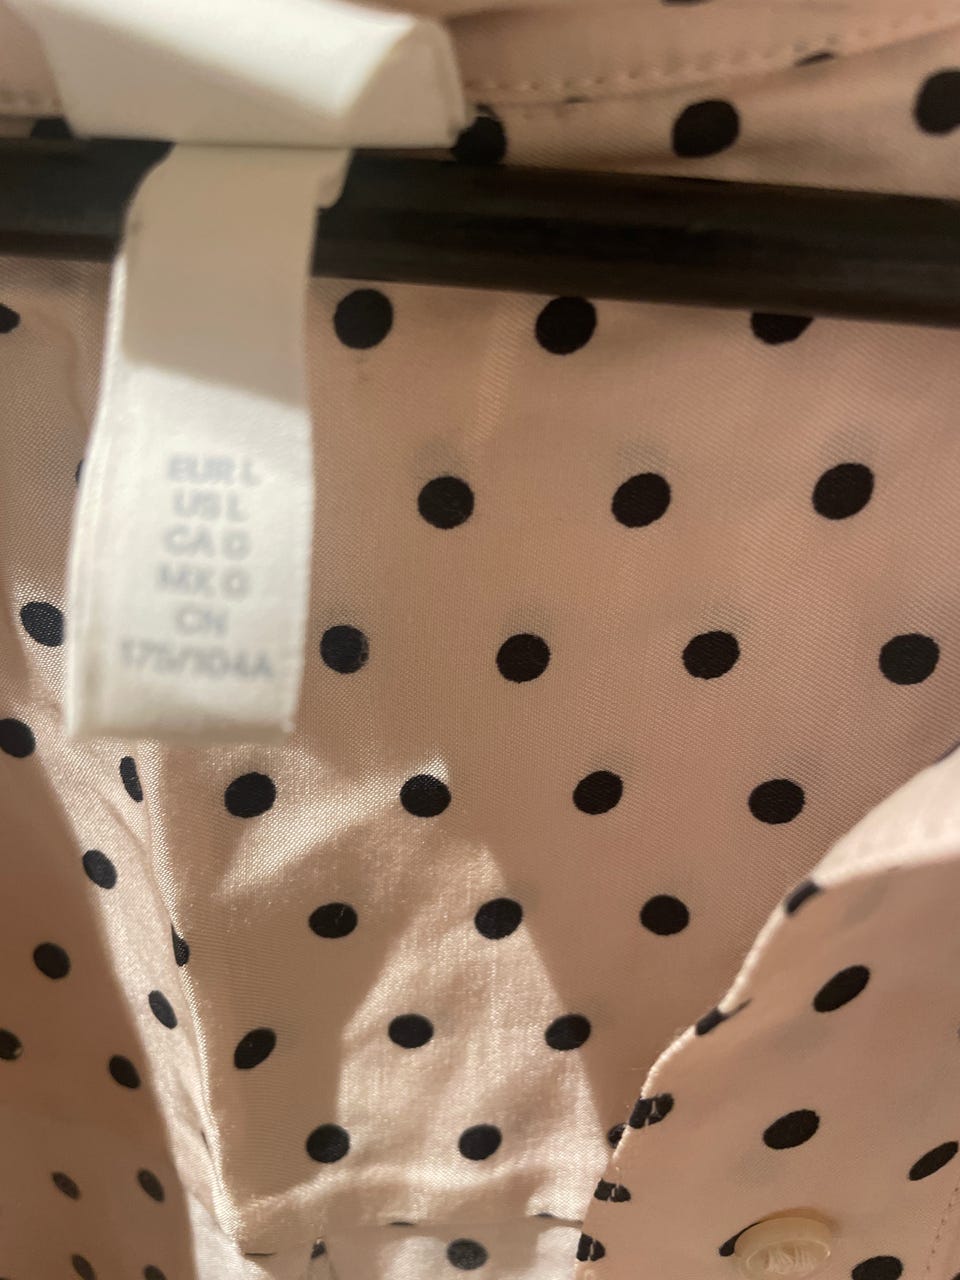 EUR L
US L
CA G
MX G
CN
175/104A